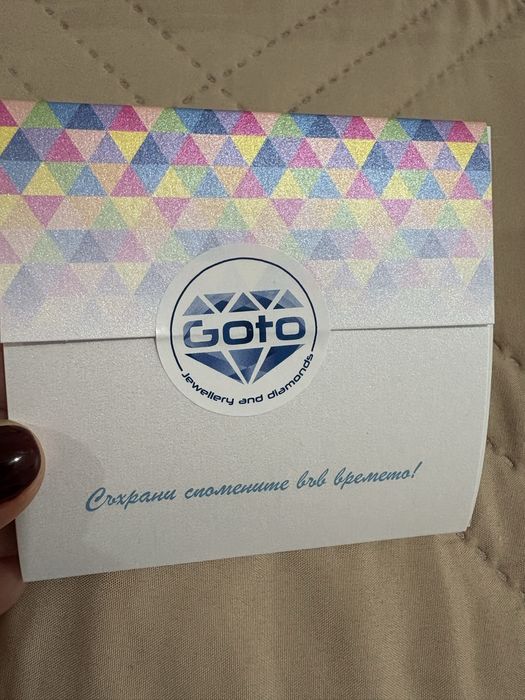 Goto
jewellery and diamonds
Съхрани спомените във времето!